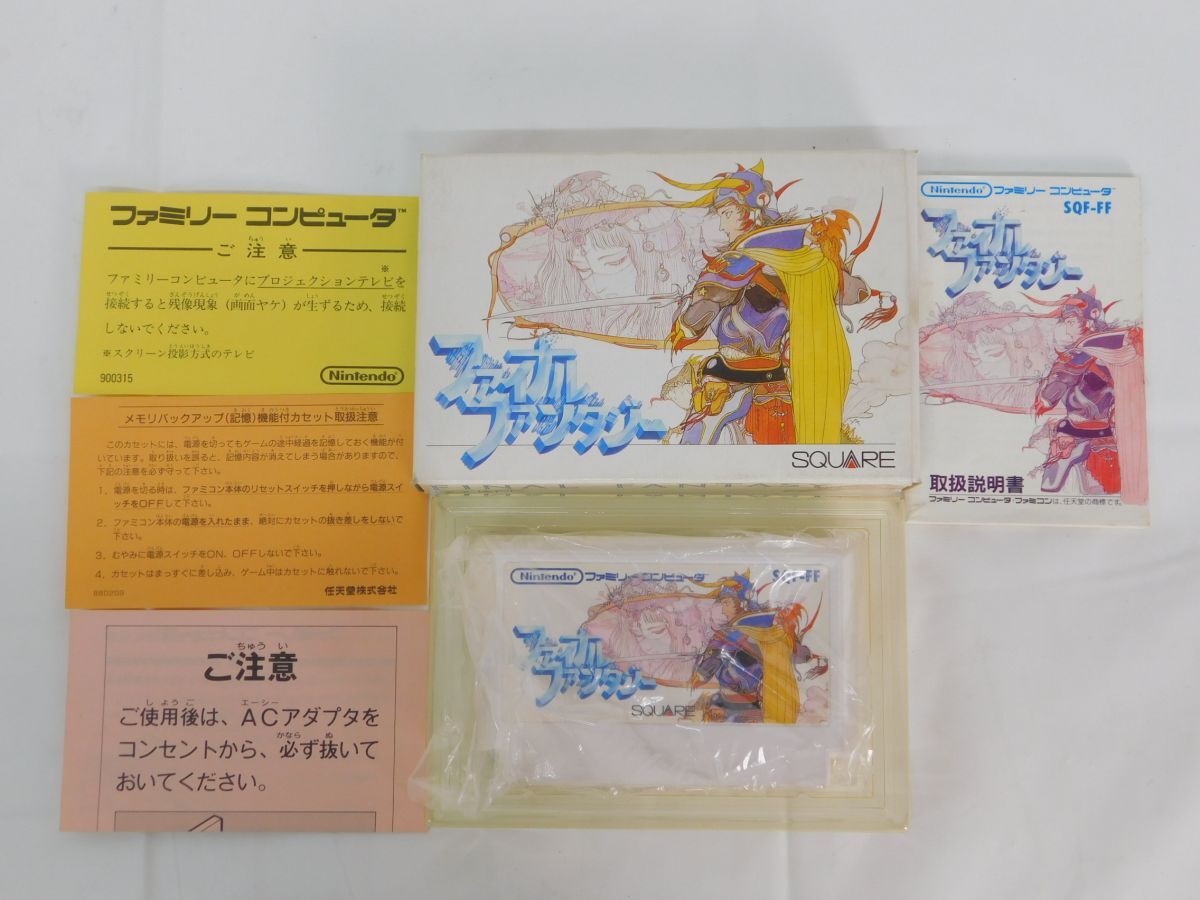 ファミリー コンピュータ™
ご注意
ファミリーコンピュータにプロジェクションテレビ※を
接続すると残像現象(画面ヤケ)が生ずるため、接続
しないでください。
※スクリーン投影方式のテレビ
900315
Nintendo
メモリバックアップ(記憶)機能付カセット取扱注意
このカセットには、電源を切ってもゲームの途中経過を記憶しておく機能が付
いています。取り扱いを誤ると、記憶内容が消えてしまう場合がありますので、
下記の注意を必ず守って下さい。
1. 電源を切る時は、ファミコン本体のリセットスイッチを押しながら電源スイ
ッチをOFFして下さい。
2. ファミコン本体の電源を入れたまま、絶対にカセットの抜き差しをしないで
下さい。
3. むやみに電源スイッチをON、OFFしないで下さい。
4. カセットはまっすぐに差し込み、ゲーム中はカセットに触れないで下さい。
880209
任天堂株式会社
ご注意
ご使用後は、ACアダプタを
コンセントから、必ず抜いて
おいてください。
ファイナル
ファンタジー
SQUARE
Nintendo ファミリー コンピュータ™
SQF-FF
ファイナル
ファンタジー
取扱説明書
ファミリー コンピュータ・ファミコンは、任天堂の商標です。
Nintendo ファミリー コンピュータ™
SQF-FF
ファイナル
ファンタジー
SQUARE